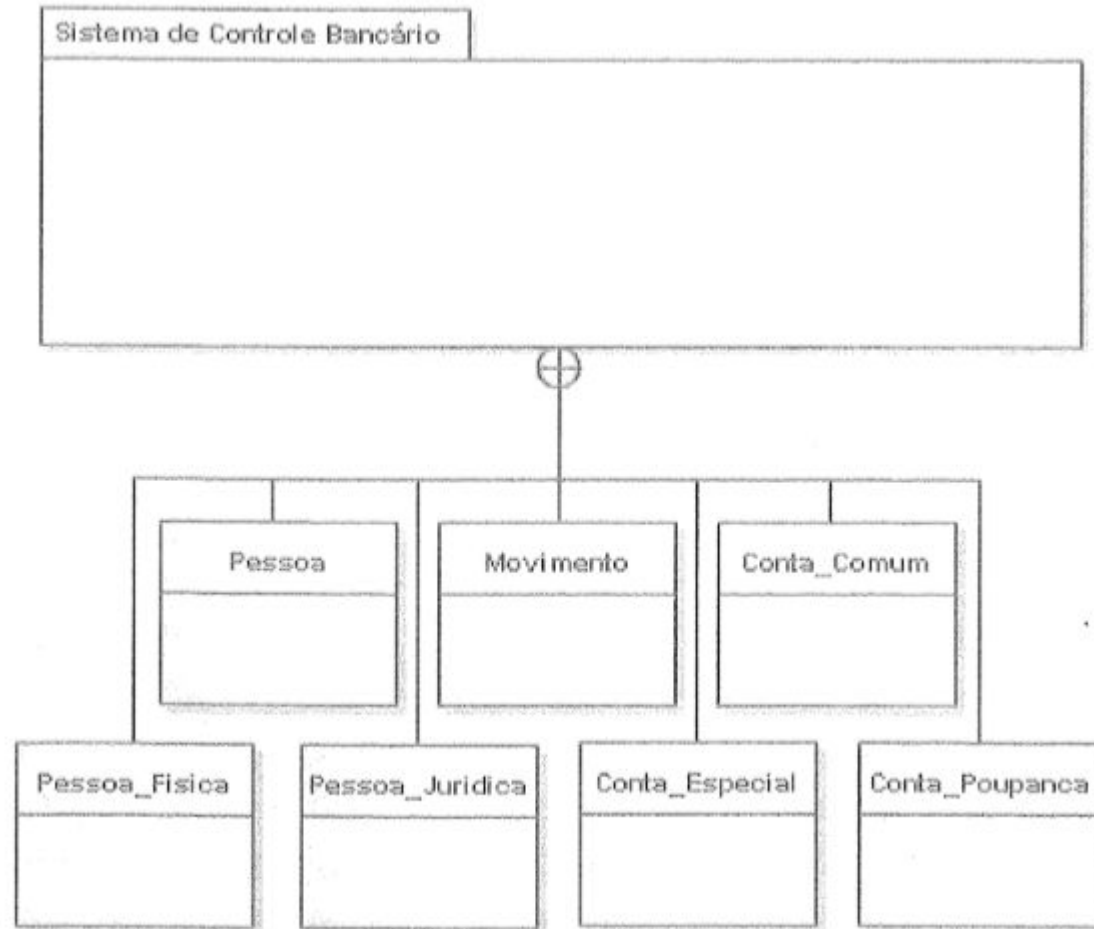 Sistema de Controle Bancário
Pessoa
Movimento
Conta_Comum
Pessoa_Fisica
Pessoa_Juridica
Conta_Especial
Conta_Poupanca